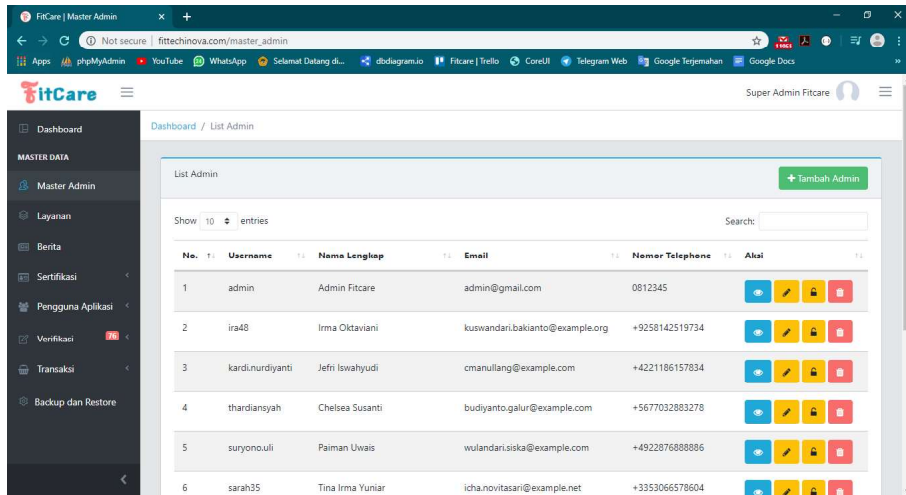 FitCare | Master Admin
Not secure | fittechinova.com/master_admin
Apps phpMyAdmin YouTube WhatsApp Selamat Datang di... dbdiagram.io Fitcare | Trello CoreUI Telegram Web Google Terjemahan Google Docs »
FitCare
Super Admin Fitcare
Dashboard
MASTER DATA
Master Admin
Layanan
Berita
Sertifikasi
Pengguna Aplikasi
Verifikasi 76
Transaksi
Backup dan Restore
Dashboard / List Admin
List Admin
+ Tambah Admin
Show 10 entries
Search:
No. Username Nama Lengkap Email Nomor Telephone Aksi
1 admin Admin Fitcare admin@gmail.com 0812345
2 ira48 Irma Oktaviani kuswandari.bakianto@example.org +9258142519734
3 kardi.nurdiyanti Jefri Iswahyudi cmanullang@example.com +4221186157834
4 thardiansyah Chelsea Susanti budiyanto.galur@example.com +5677032883278
5 suryono.uli Paiman Uwais wulandari.siska@example.com +4922876888886
6 sarah35 Tina Irma Yuniar icha.novitasari@example.net +3353066578604